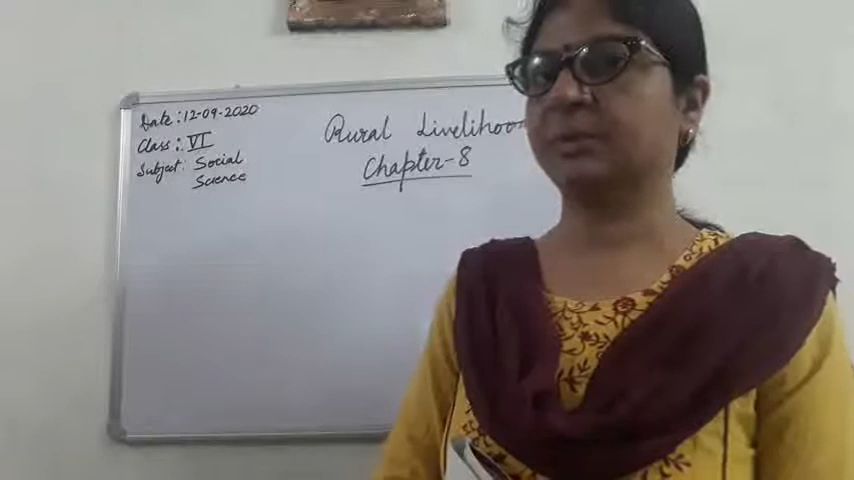 Date : 12-09-2020
Class : VI
Subject : Social
Science
Rural Livelihoo
Chapter-8